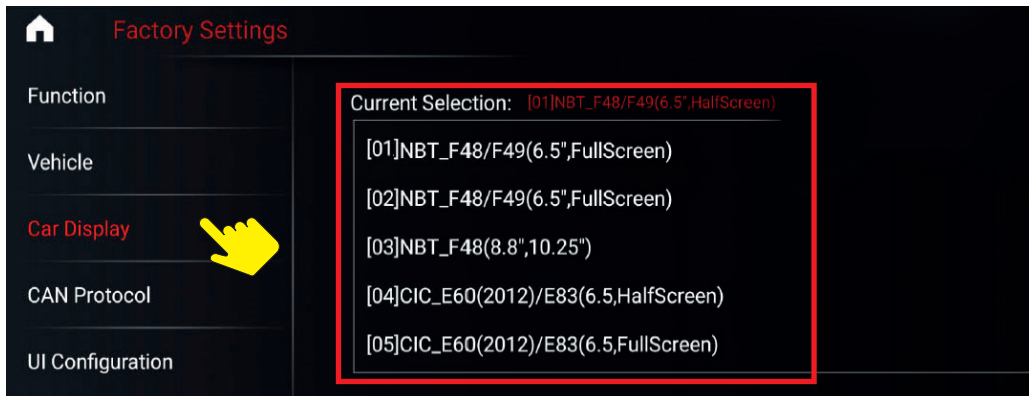 Factory Settings
Function
Vehicle
Car Display
CAN Protocol
UI Configuration
Current Selection: [01]NBT_F48/F49(6.5",HalfScreen)
[01]NBT_F48/F49(6.5",FullScreen)
[02]NBT_F48/F49(6.5",FullScreen)
[03]NBT_F48(8.8",10.25")
[04]CIC_E60(2012)/E83(6.5,HalfScreen)
[05]CIC_E60(2012)/E83(6.5,FullScreen)